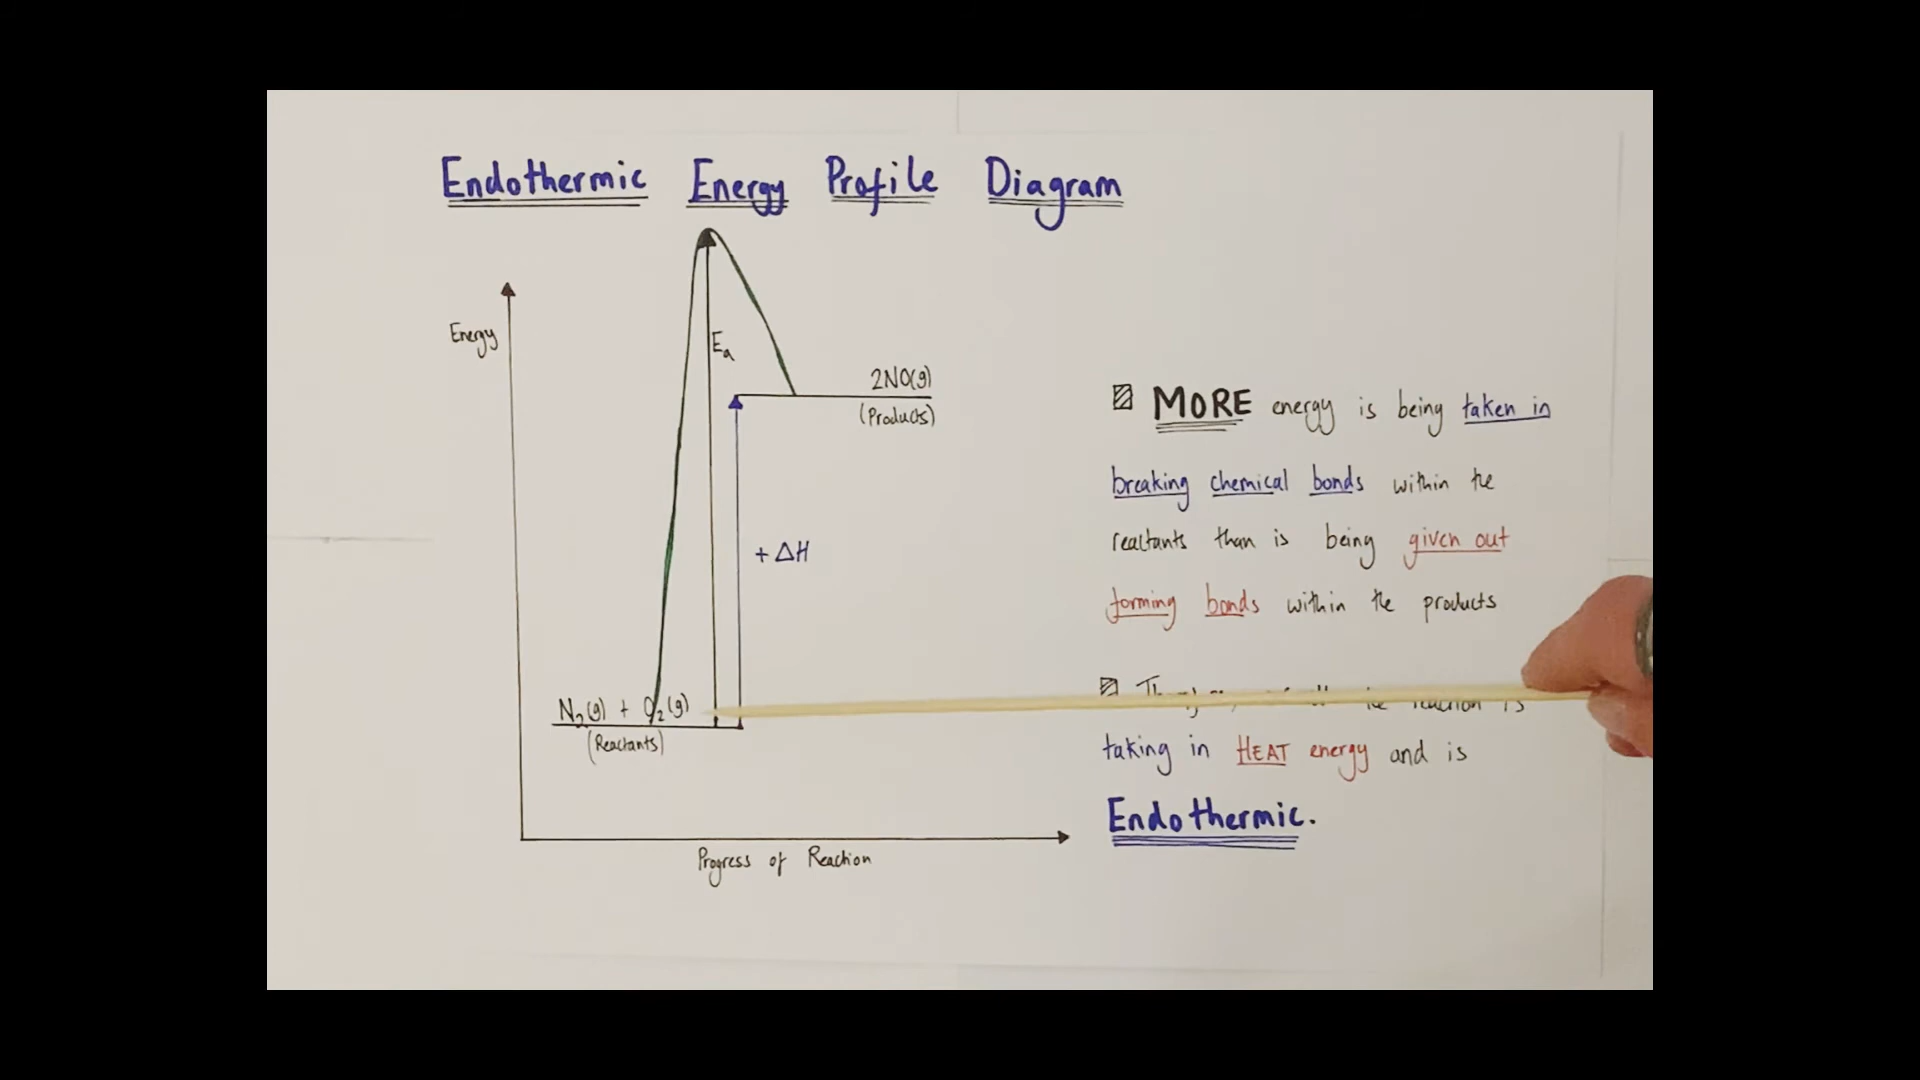 Endothermic Energy Profile Diagram
Energy
Ea
2NO(g)
(Products)
+ ΔH
N2(g) + O2(g)
(Reactants)
Progress of Reaction
MORE energy is being taken in
breaking chemical bonds within the
reactants than is being given out
forming bonds within the products
reaction is
taking in HEAT energy and is
Endothermic.